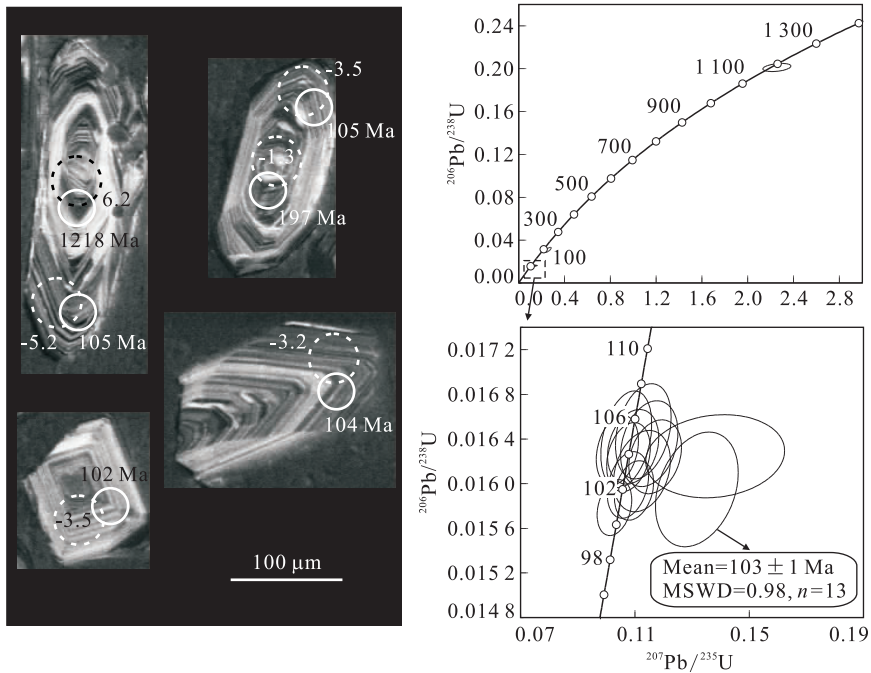 -3.5
105 Ma
-1.3
197 Ma
6.2
1218 Ma
-5.2
105 Ma
-3.2
104 Ma
102 Ma
-3.5
100 μm
²⁰⁶Pb/²³⁸U
0.24
0.20
0.16
0.12
0.08
0.04
0.00
1 300
1 100
900
700
500
300
100
0.0 0.4 0.8 1.2 1.6 2.0 2.4 2.8
²⁰⁶Pb/²³⁸U
0.017 2
0.016 8
0.016 4
0.016 0
0.015 6
0.015 2
0.014 8
110
106
102
98
Mean=103 ± 1 Ma
MSWD=0.98, n=13
0.07 0.11 0.15 0.19
²⁰⁷Pb/²³⁵U